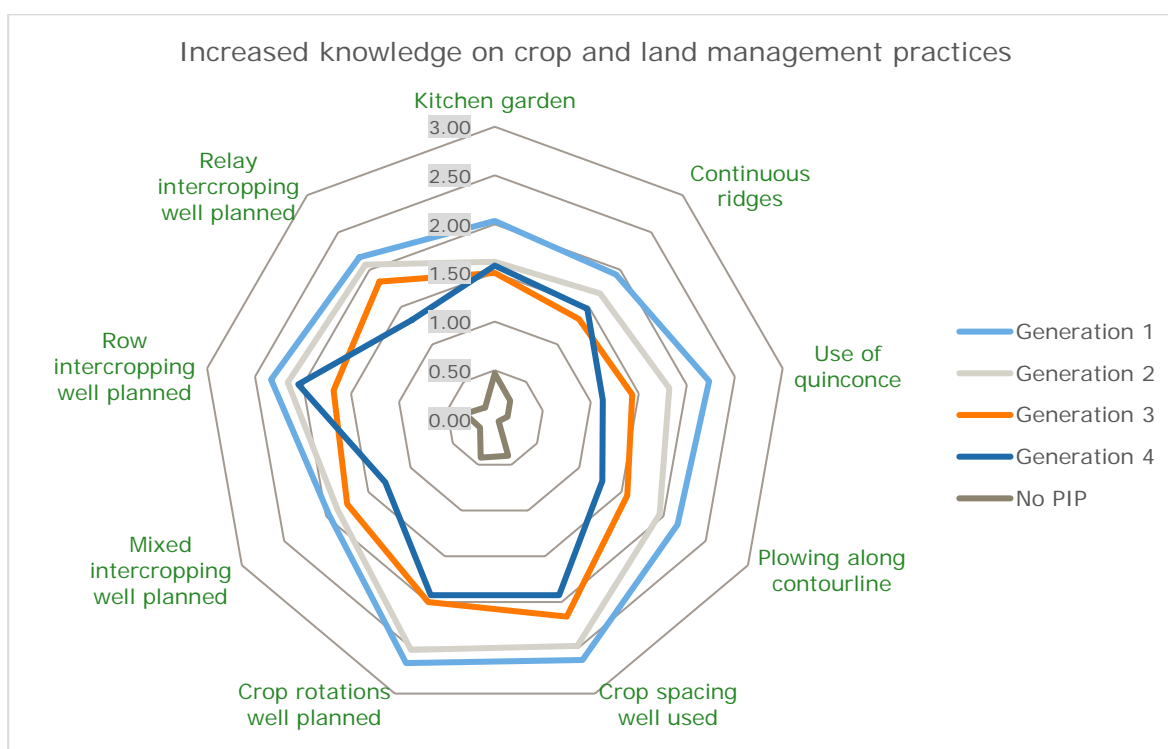 Increased knowledge on crop and land management practices
Kitchen garden
3.00
2.50
2.00
1.50
1.00
0.50
0.00
Continuous
ridges
Use of
quinconce
Plowing along
contourline
Crop spacing
well used
Crop rotations
well planned
Mixed
intercropping
well planned
Row
intercropping
well planned
Relay
intercropping
well planned
Generation 1
Generation 2
Generation 3
Generation 4
No PIP